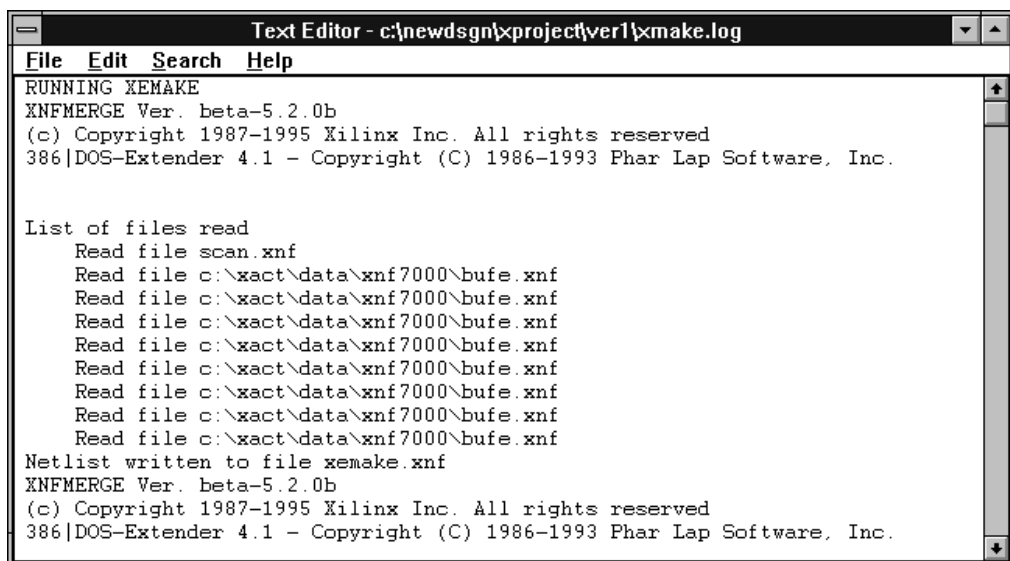 Text Editor - c:\newdsgn\xproject\ver1\xmake.log
File Edit Search Help
RUNNING XEMAKE
XNFMERGE Ver. beta-5.2.0b
(c) Copyright 1987-1995 Xilinx Inc. All rights reserved
386|DOS-Extender 4.1 - Copyright (C) 1986-1993 Phar Lap Software, Inc.
List of files read
Read file scan.xnf
Read file c:\xact\data\xnf7000\bufe.xnf
Read file c:\xact\data\xnf7000\bufe.xnf
Read file c:\xact\data\xnf7000\bufe.xnf
Read file c:\xact\data\xnf7000\bufe.xnf
Read file c:\xact\data\xnf7000\bufe.xnf
Read file c:\xact\data\xnf7000\bufe.xnf
Read file c:\xact\data\xnf7000\bufe.xnf
Read file c:\xact\data\xnf7000\bufe.xnf
Netlist written to file xemake.xnf
XNFMERGE Ver. beta-5.2.0b
(c) Copyright 1987-1995 Xilinx Inc. All rights reserved
386|DOS-Extender 4.1 - Copyright (C) 1986-1993 Phar Lap Software, Inc.